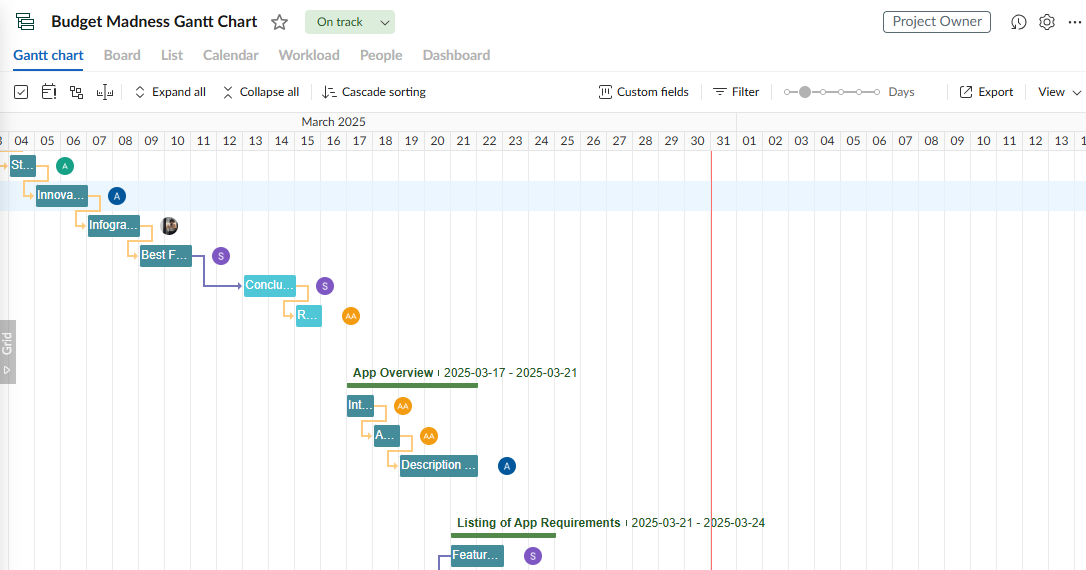 Budget Madness Gantt Chart On track Project Owner
Gantt chart Board List Calendar Workload People Dashboard
Expand all Collapse all Cascade sorting Custom fields Filter Days Export View
March 2025
04 05 06 07 08 09 10 11 12 13 14 15 16 17 18 19 20 21 22 23 24 25 26 27 28 29 30 31 01 02 03 04 05 06 07 08 09 10 11 12 13
St... A
Innova... A
Infogra...
Best F... S
Conclu... S
R... AA
Grid
App Overview 2025-03-17 - 2025-03-21
Int... AA
A... AA
Description ... A
Listing of App Requirements 2025-03-21 - 2025-03-24
Featur... S